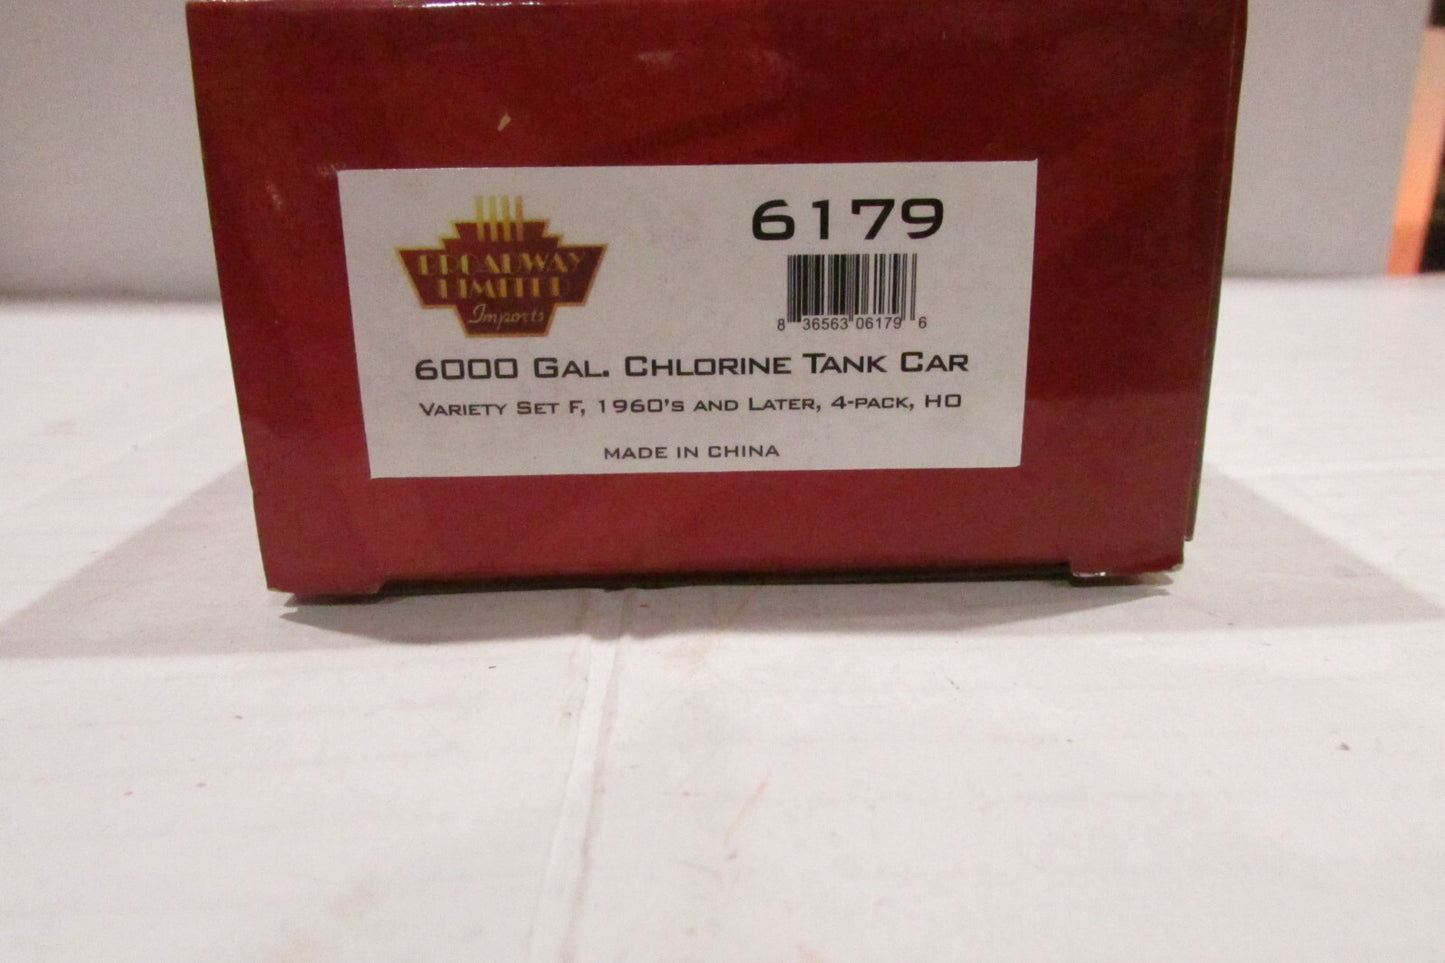 BROADWAY
LIMITED
Imports
6179
8 36563 06179 6
6000 GAL. CHLORINE TANK CAR
VARIETY SET F, 1960'S AND LATER, 4-PACK, HO
MADE IN CHINA